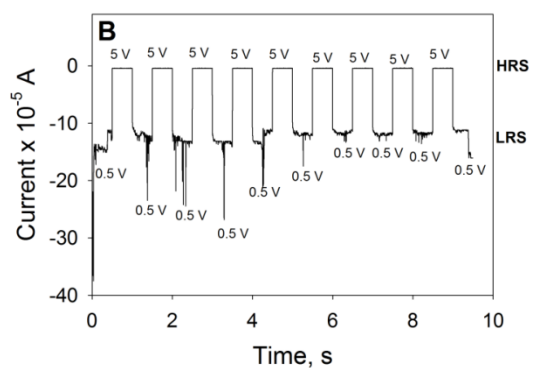 B
5 V 5 V 5 V 5 V 5 V 5 V 5 V 5 V 5 V
0 HRS
-10 LRS
0.5 V 0.5 V 0.5 V 0.5 V 0.5 V 0.5 V 0.5 V 0.5 V 0.5 V 0.5 V
-20
-30
-40
Current x 10⁻⁵ A
0 2 4 6 8 10
Time, s